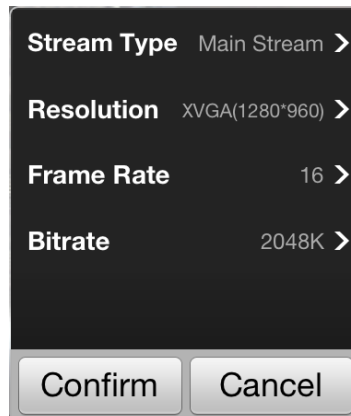 Stream Type Main Stream >
Resolution XVGA(1280*960) >
Frame Rate 16 >
Bitrate 2048K >
Confirm Cancel